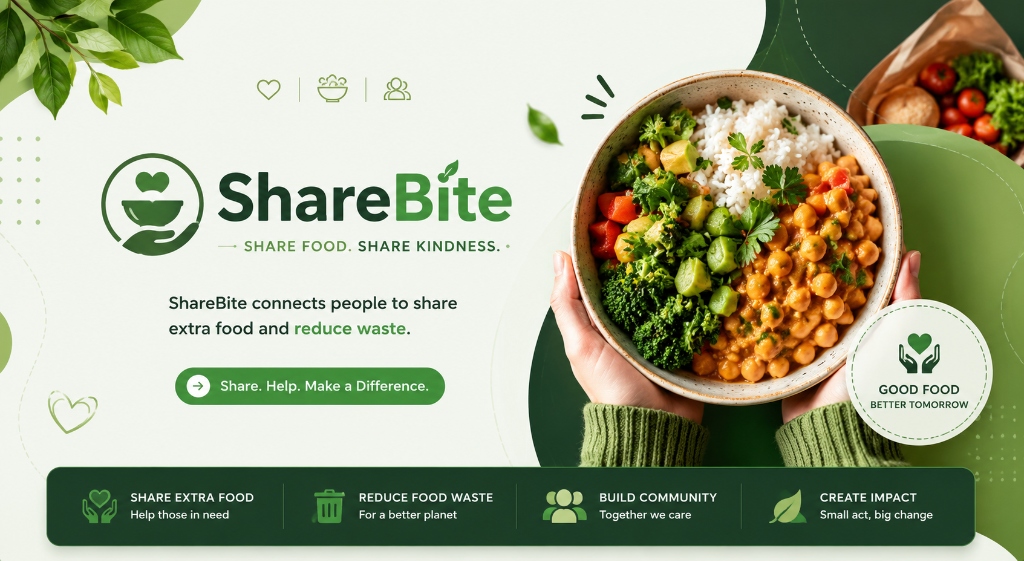 ShareBite
SHARE FOOD. SHARE KINDNESS.
ShareBite connects people to share
extra food and reduce waste.
Share. Help. Make a Difference.
GOOD FOOD
BETTER TOMORROW
SHARE EXTRA FOOD
Help those in need
REDUCE FOOD WASTE
For a better planet
BUILD COMMUNITY
Together we care
CREATE IMPACT
Small act, big change